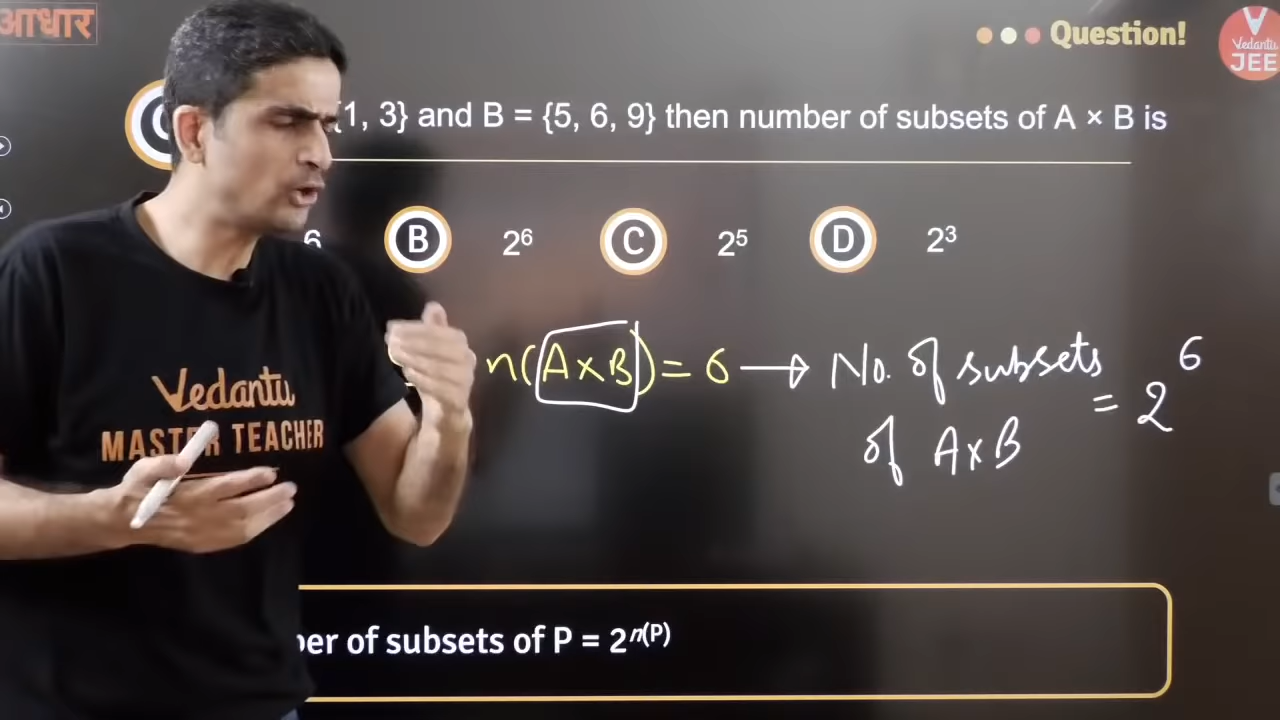 आधार
Question!
Vedantu
JEE
{1, 3} and B = {5, 6, 9} then number of subsets of A × B is
6 B 2⁶ C 2⁵ D 2³
n(A×B) = 6 → No. of subsets
of A×B = 2⁶
Vedantu
MASTER TEACHER
ber of subsets of P = 2ⁿ⁽ᴾ⁾